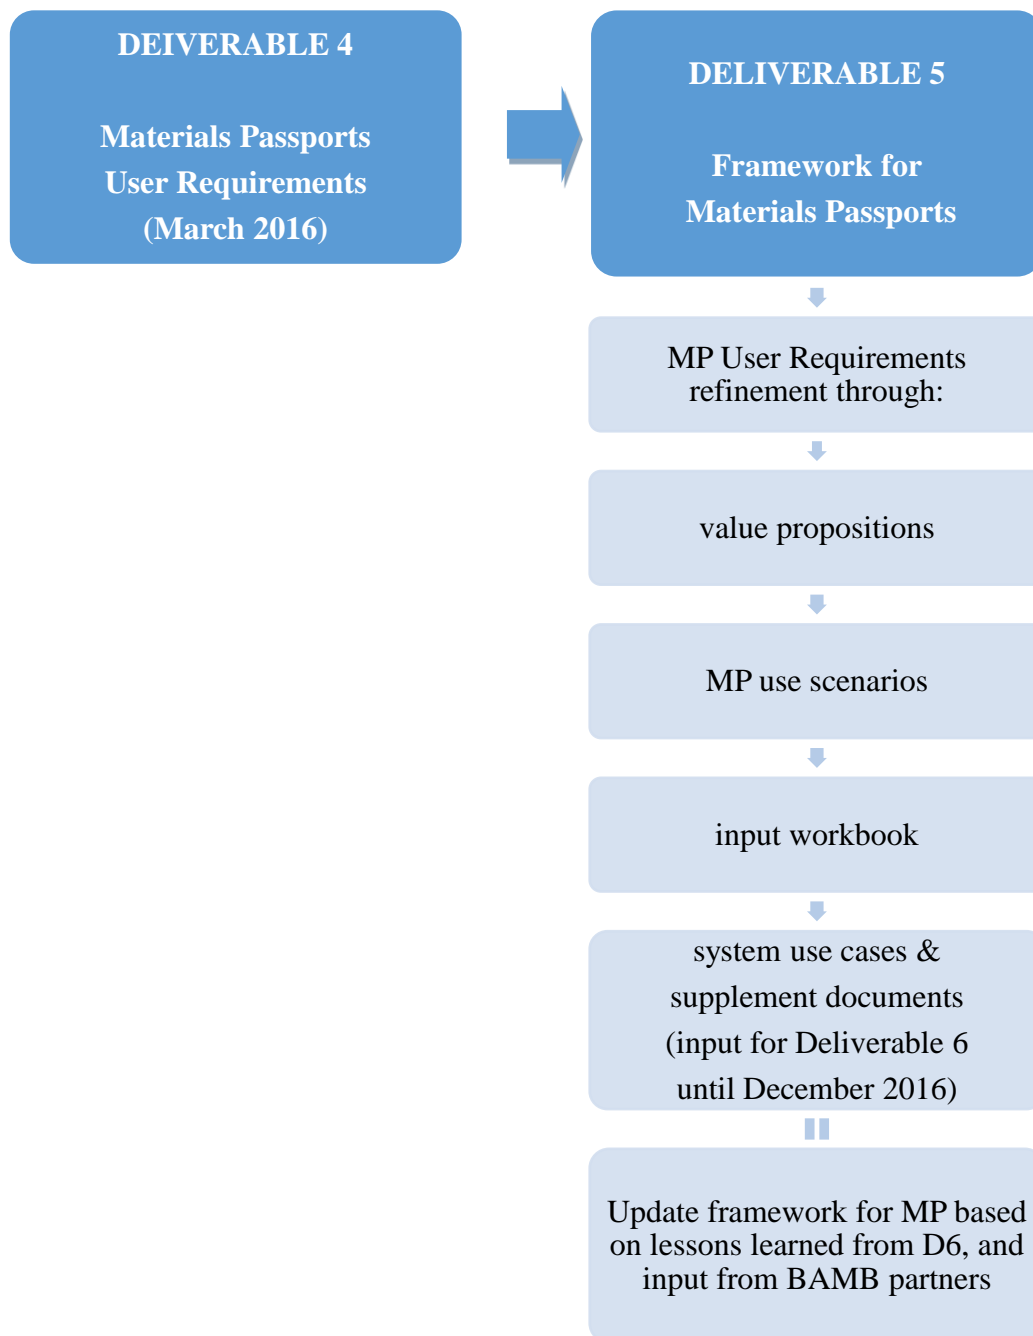 DEIVERABLE 4
Materials Passports
User Requirements
(March 2016)
DELIVERABLE 5
Framework for
Materials Passports
MP User Requirements
refinement through:
value propositions
MP use scenarios
input workbook
system use cases &
supplement documents
(input for Deliverable 6
until December 2016)
Update framework for MP based
on lessons learned from D6, and
input from BAMB partners